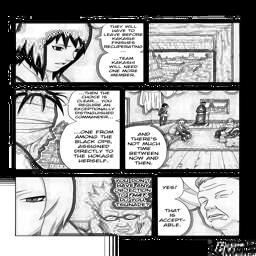 THEY WILL
HAVE TO
LEAVE BEFORE
KAKASHI
FINISHES
RECUPERATING
...
...TEAM
KAKASHI
WILL NEED
ONE MORE
MEMBER.
...THEN THE
CHOICE IS
CLEAR... YOU
REQUIRE AN
EXCEPTIONALLY
DISTINGUISHED
COMMANDER...
...ONE FROM
AMONG THE
BLACK OPS,
ASSIGNED
DIRECTLY TO
THE HOKAGE
HERSELF.
AND
THERE'S
NOT MUCH
TIME
BETWEEN
NOW AND
THEN.
YES!
THAT IS
ACCEPT-
ABLE.